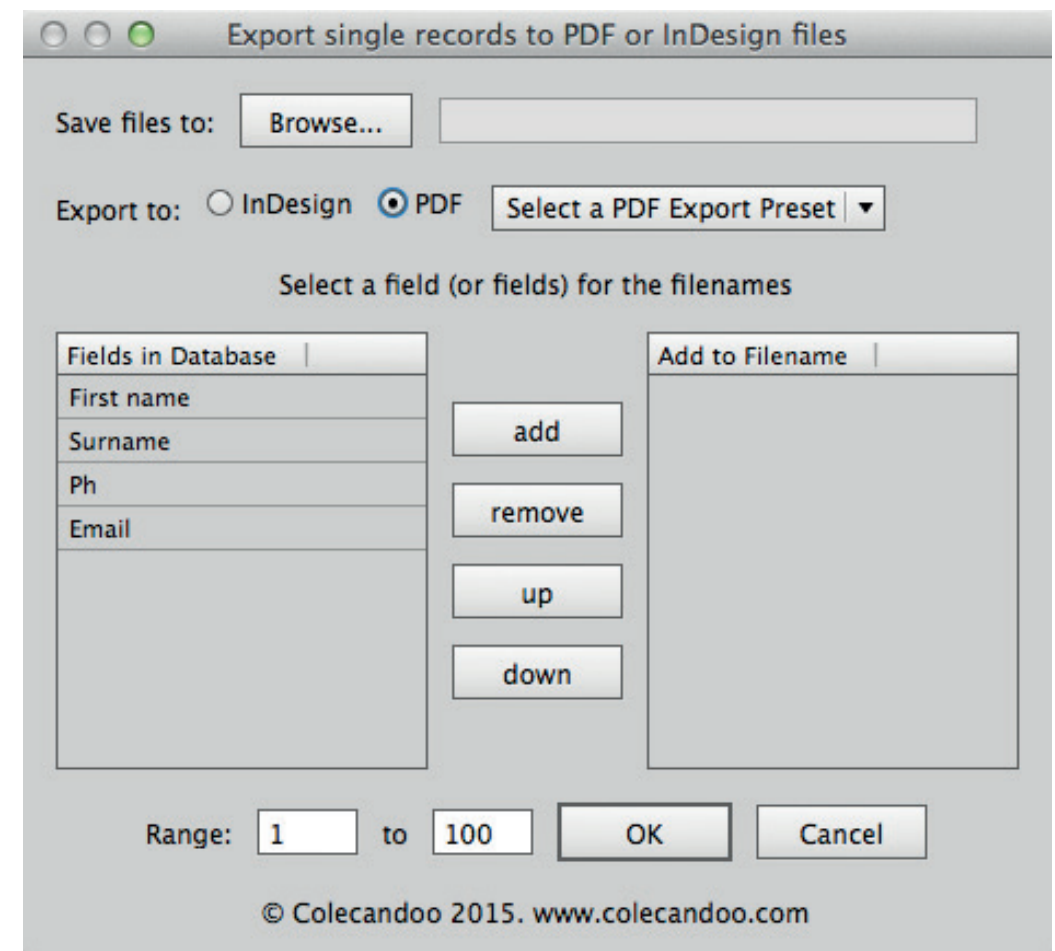 Export single records to PDF or InDesign files
Save files to: Browse...
Export to: InDesign PDF Select a PDF Export Preset
Select a field (or fields) for the filenames
Fields in Database Add to Filename
First name
Surname
Ph
Email
add
remove
up
down
Range: 1 to 100 OK Cancel
© Colecandoo 2015. www.colecandoo.com